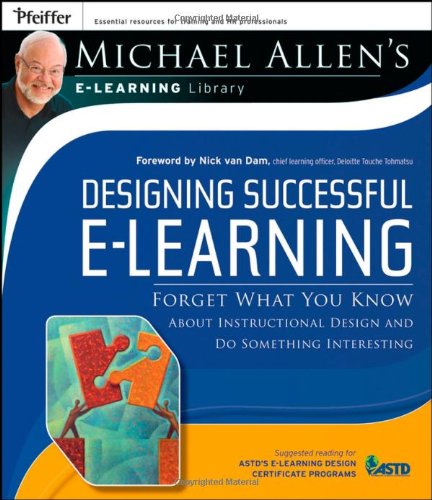 Pfeiffer
Essential resources for training and HR professionals
MICHAEL ALLEN'S
E-LEARNING Library
Foreword by Nick van Dam, chief learning officer, Deloitte Touche Tohmatsu
DESIGNING SUCCESSFUL
E-LEARNING
FORGET WHAT YOU KNOW
ABOUT INSTRUCTIONAL DESIGN AND
DO SOMETHING INTERESTING
Suggested reading for
ASTD'S E-LEARNING DESIGN
CERTIFICATE PROGRAMS
ASTD